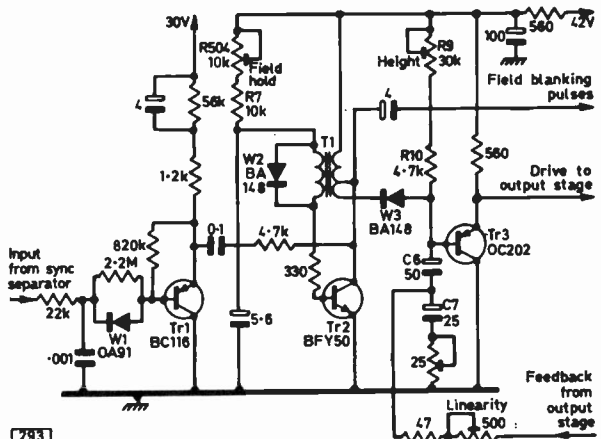 30V
560
42V
100
R504
10k
Field
hold
R9
30k
Height
4
56k
R7
10k
4
Field blanking
pulses
W2
BA
148
T1
1·2k
R10
4·7k
560
W3
BA148
Drive to
output stage
820k
0·1
4·7k
Tr3
OC202
Input
from sync
separator
2·2M
330
C6
50
22k
W1
OA91
·001
Tr1
BC116
5·6
Tr2
BFY50
C7
25
25
Feedback
from
output
stage
Linearity
47
500
293